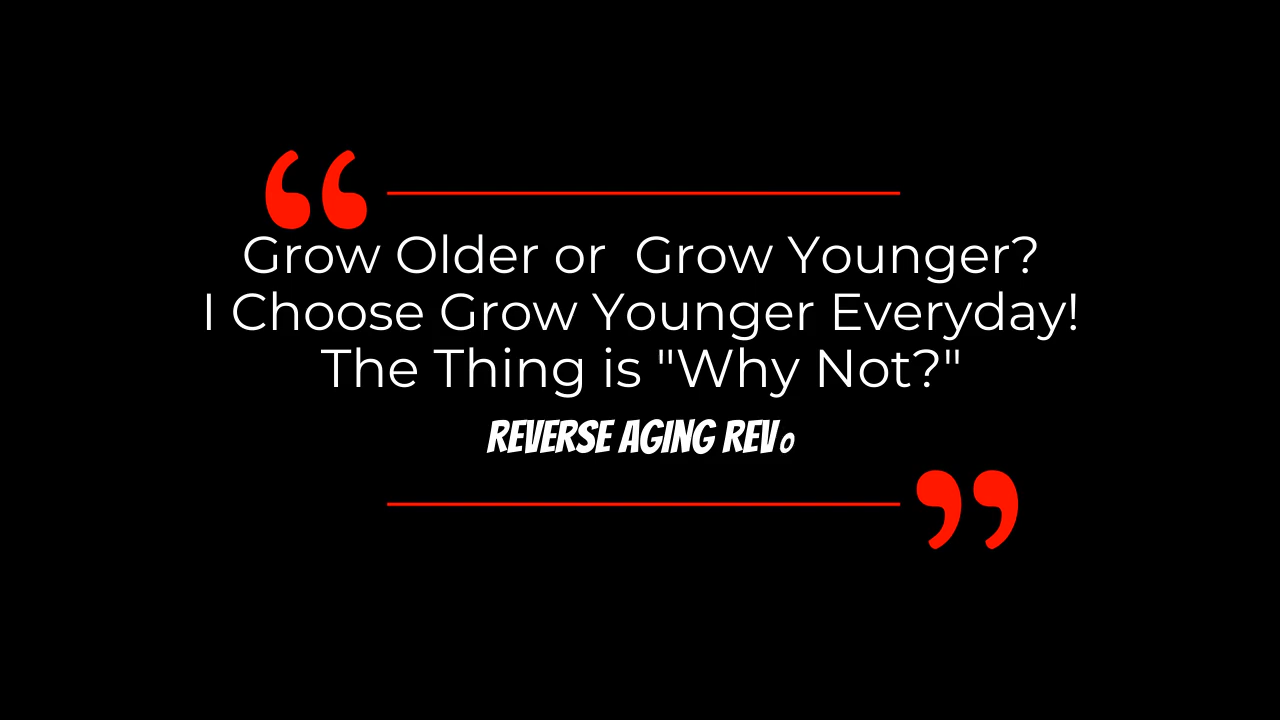 “
Grow Older or  Grow Younger?
I Choose Grow Younger Everyday!
The Thing is "Why Not?"
REVERSE AGING REVo
”